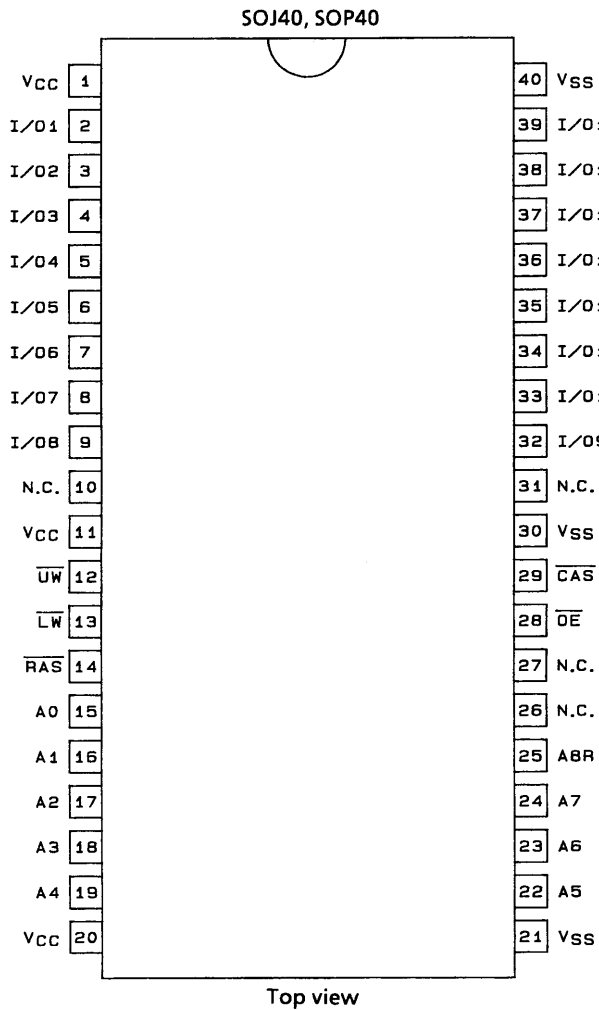 SOJ40, SOP40
VCC 1
I/O1 2
I/O2 3
I/O3 4
I/O4 5
I/O5 6
I/O6 7
I/O7 8
I/O8 9
N.C. 10
VCC 11
UW 12
LW 13
RAS 14
A0 15
A1 16
A2 17
A3 18
A4 19
VCC 20
40 VSS
39
38
37
36
35
34
33
32 I/O9
31 N.C.
30 VSS
29 CAS
28 OE
27 N.C.
26 N.C.
25 A8R
24 A7
23 A6
22 A5
21 VSS
Top view